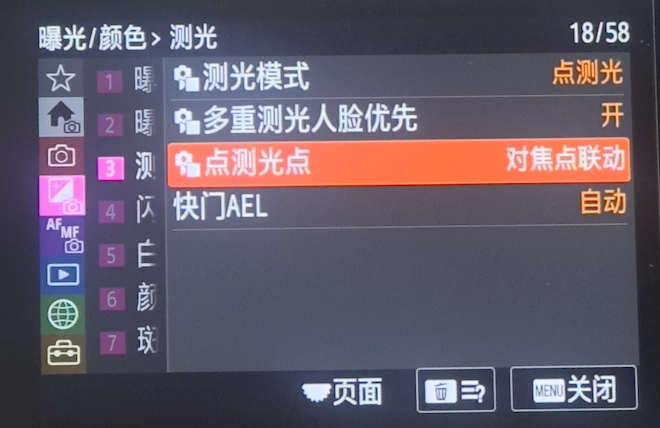 曝光/颜色> 测光
18/58
1 曝
测光模式 点测光
2 曝
多重测光人脸优先 开
3 测
点测光点 对焦点联动
4 闪
快门AEL 自动
5 白
6 颜
7 斑
AF MF
页面
?
MENU 关闭